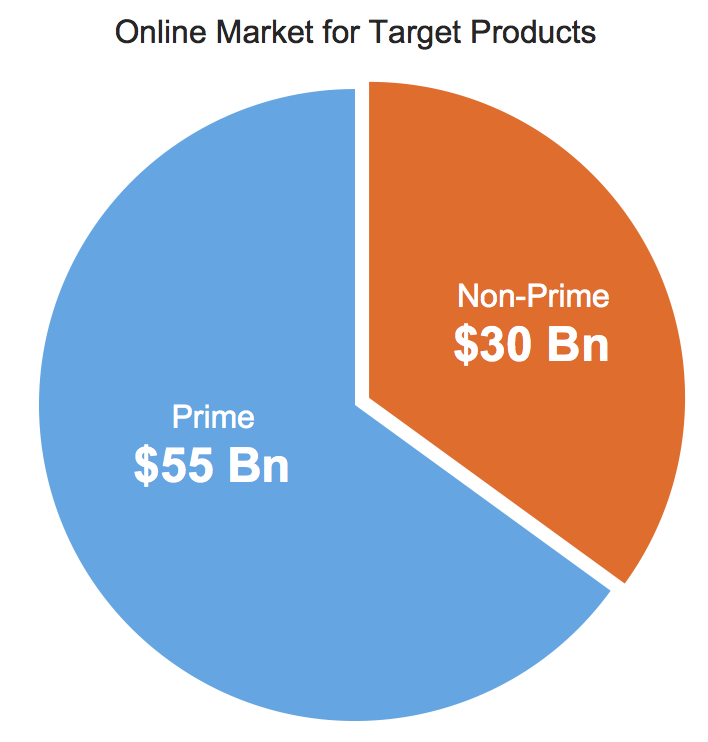 Online Market for Target Products
Non-Prime
$30 Bn
Prime
$55 Bn